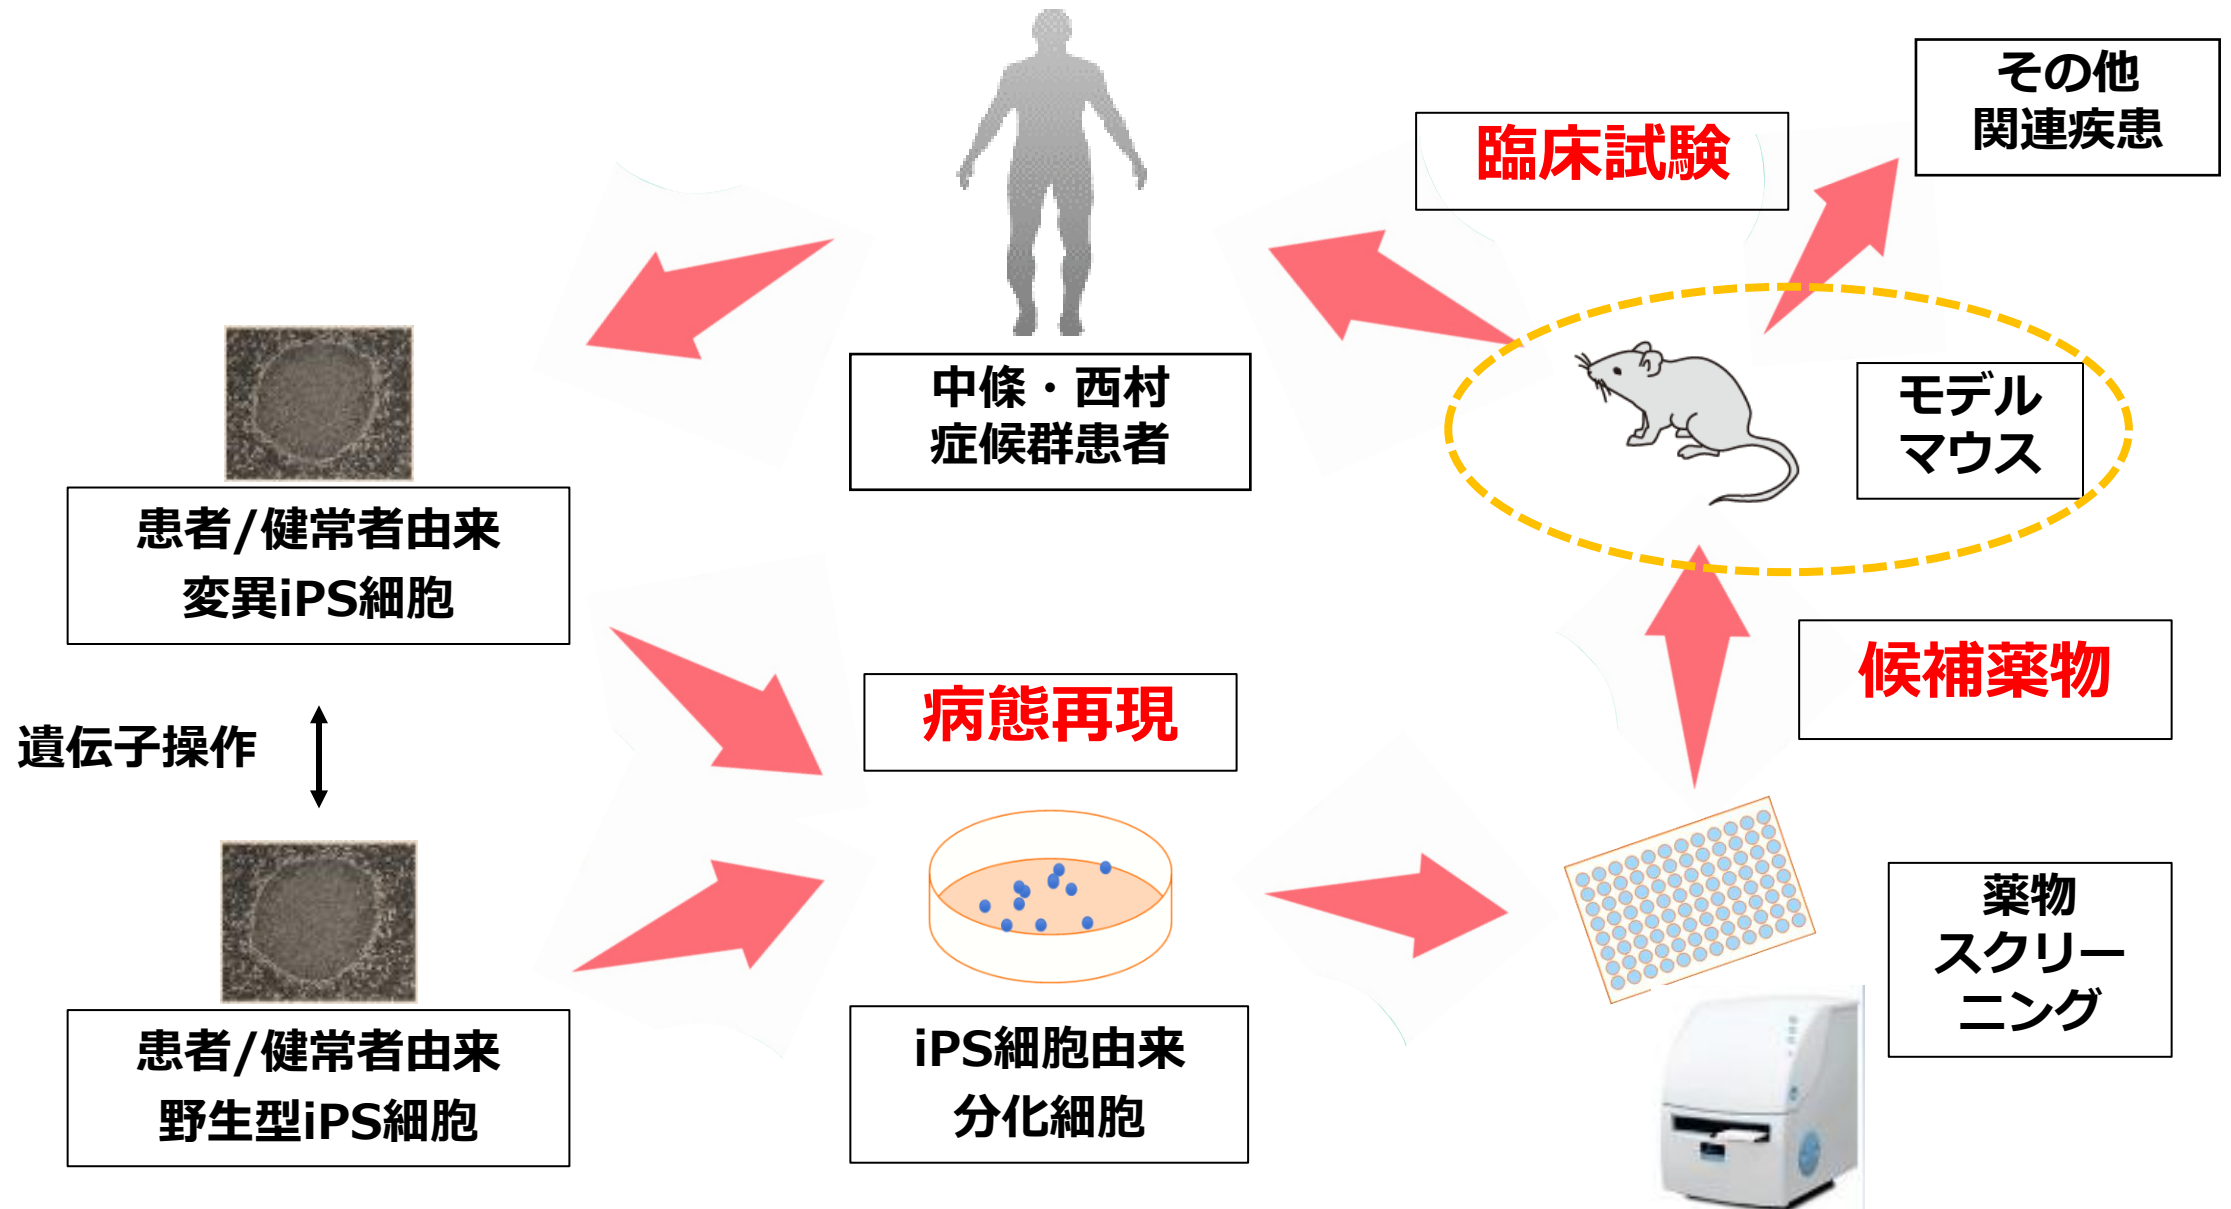 その他
関連疾患
臨床試験
中條・西村
症候群患者
モデル
マウス
患者/健常者由来
変異iPS細胞
候補薬物
病態再現
遺伝子操作
薬物
スクリー
ニング
患者/健常者由来
野生型iPS細胞
iPS細胞由来
分化細胞